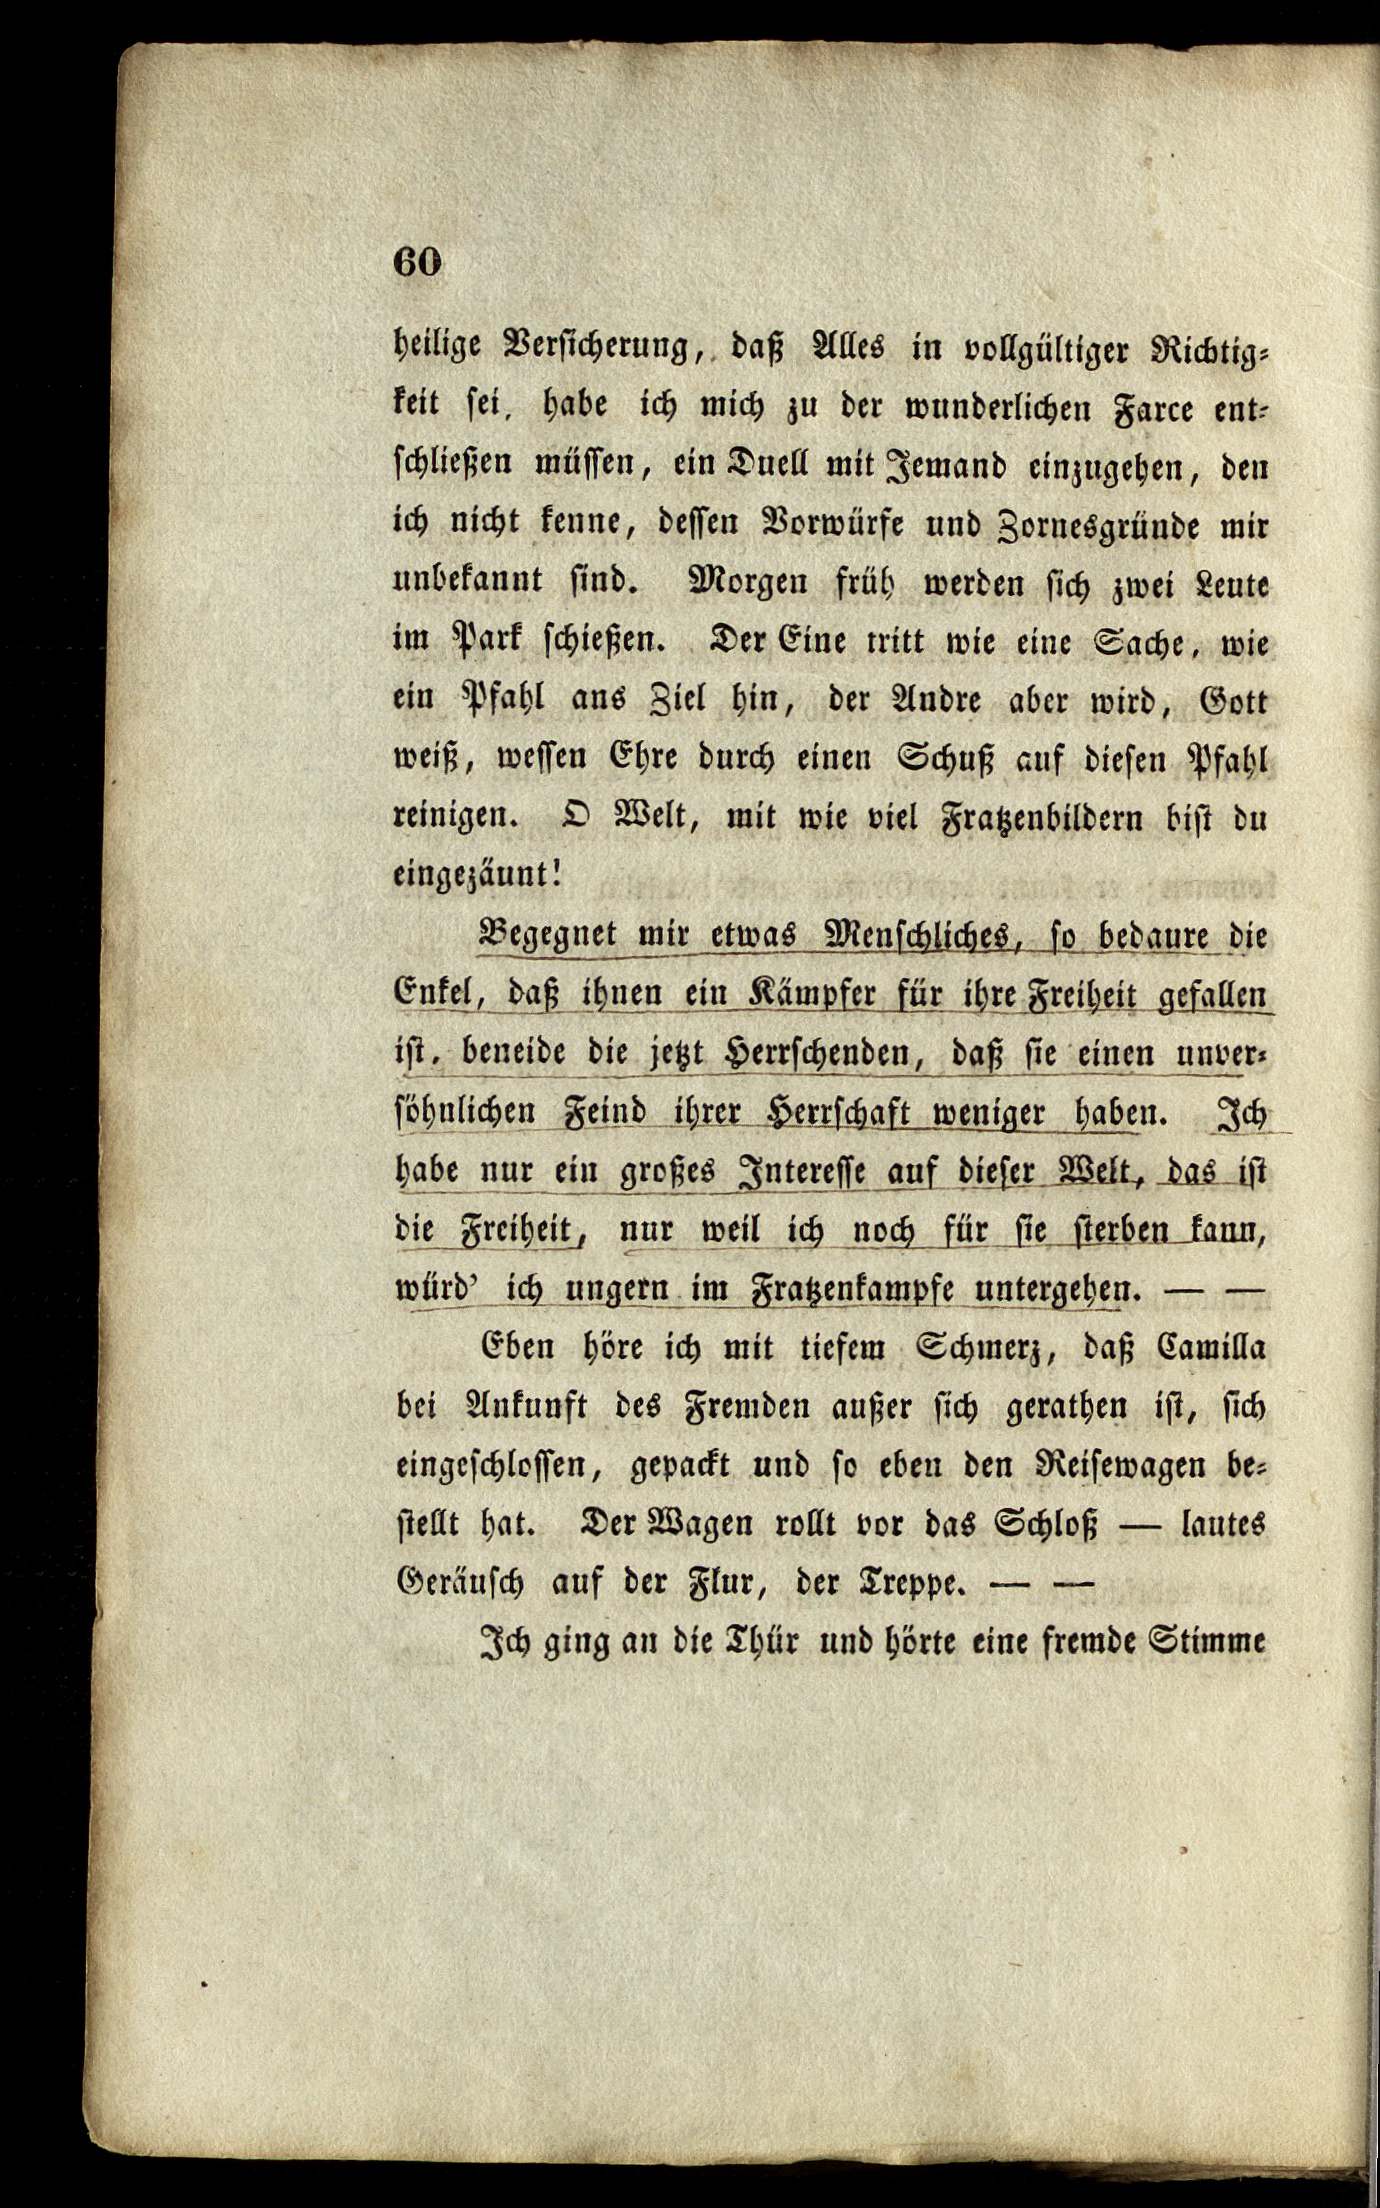 60
heilige Versicherung, daß Alles in vollgültiger Richtig-
keit sei, habe ich mich zu der wunderlichen Farce ent-
schließen müssen, ein Duell mit Jemand einzugehen, den
ich nicht kenne, dessen Vorwürfe und Zornesgründe mir
unbekannt sind. Morgen früh werden sich zwei Leute
im Park schießen. Der Eine tritt wie eine Sache, wie
ein Pfahl ans Ziel hin, der Andre aber wird, Gott
weiß, wessen Ehre durch einen Schuß auf diesen Pfahl
reinigen. O Welt, mit wie viel Fratzenbildern bist du
eingezäunt!
Begegnet mir etwas Menschliches, so bedaure die
Enkel, daß ihnen ein Kämpfer für ihre Freiheit gefallen
ist, beneide die jetzt Herrschenden, daß sie einen unver-
söhnlichen Feind ihrer Herrschaft weniger haben. Ich
habe nur ein großes Interesse auf dieser Welt, das ist
die Freiheit, nur weil ich noch für sie sterben kann,
würd' ich ungern im Fratzenkampfe untergehen. — —
Eben höre ich mit tiefem Schmerz, daß Camilla
bei Ankunft des Fremden außer sich gerathen ist, sich
eingeschlossen, gepackt und so eben den Reisewagen be-
stellt hat. Der Wagen rollt vor das Schloß — lautes
Geräusch auf der Flur, der Treppe. — —
Ich ging an die Thür und hörte eine fremde Stimme